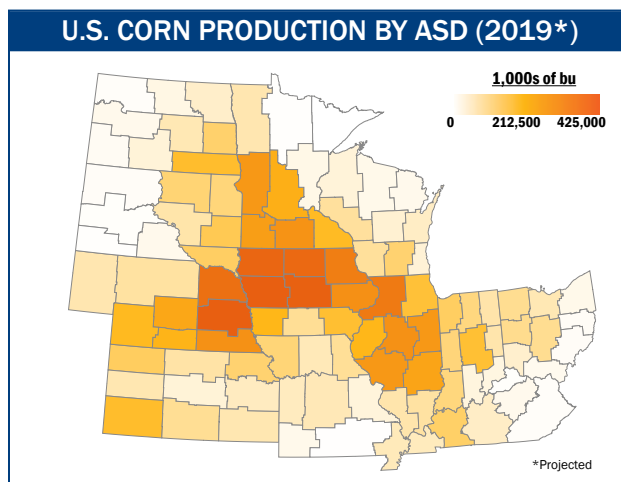 U.S. CORN PRODUCTION BY ASD (2019*)
1,000s of bu
0 212,500 425,000
*Projected